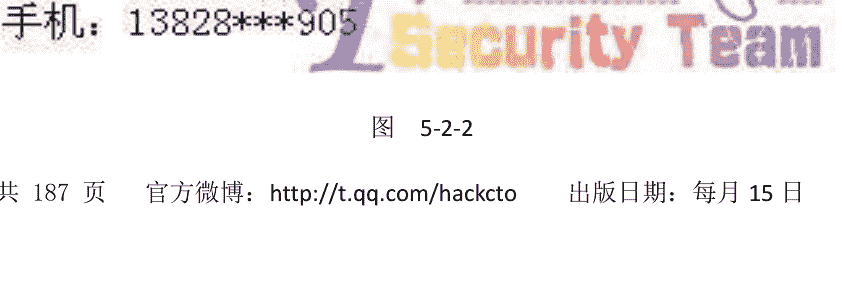 手机：13828***905
Security Team
图 5-2-2
共 187 页 官方微博：http://t.qq.com/hackcto 出版日期：每月 15 日